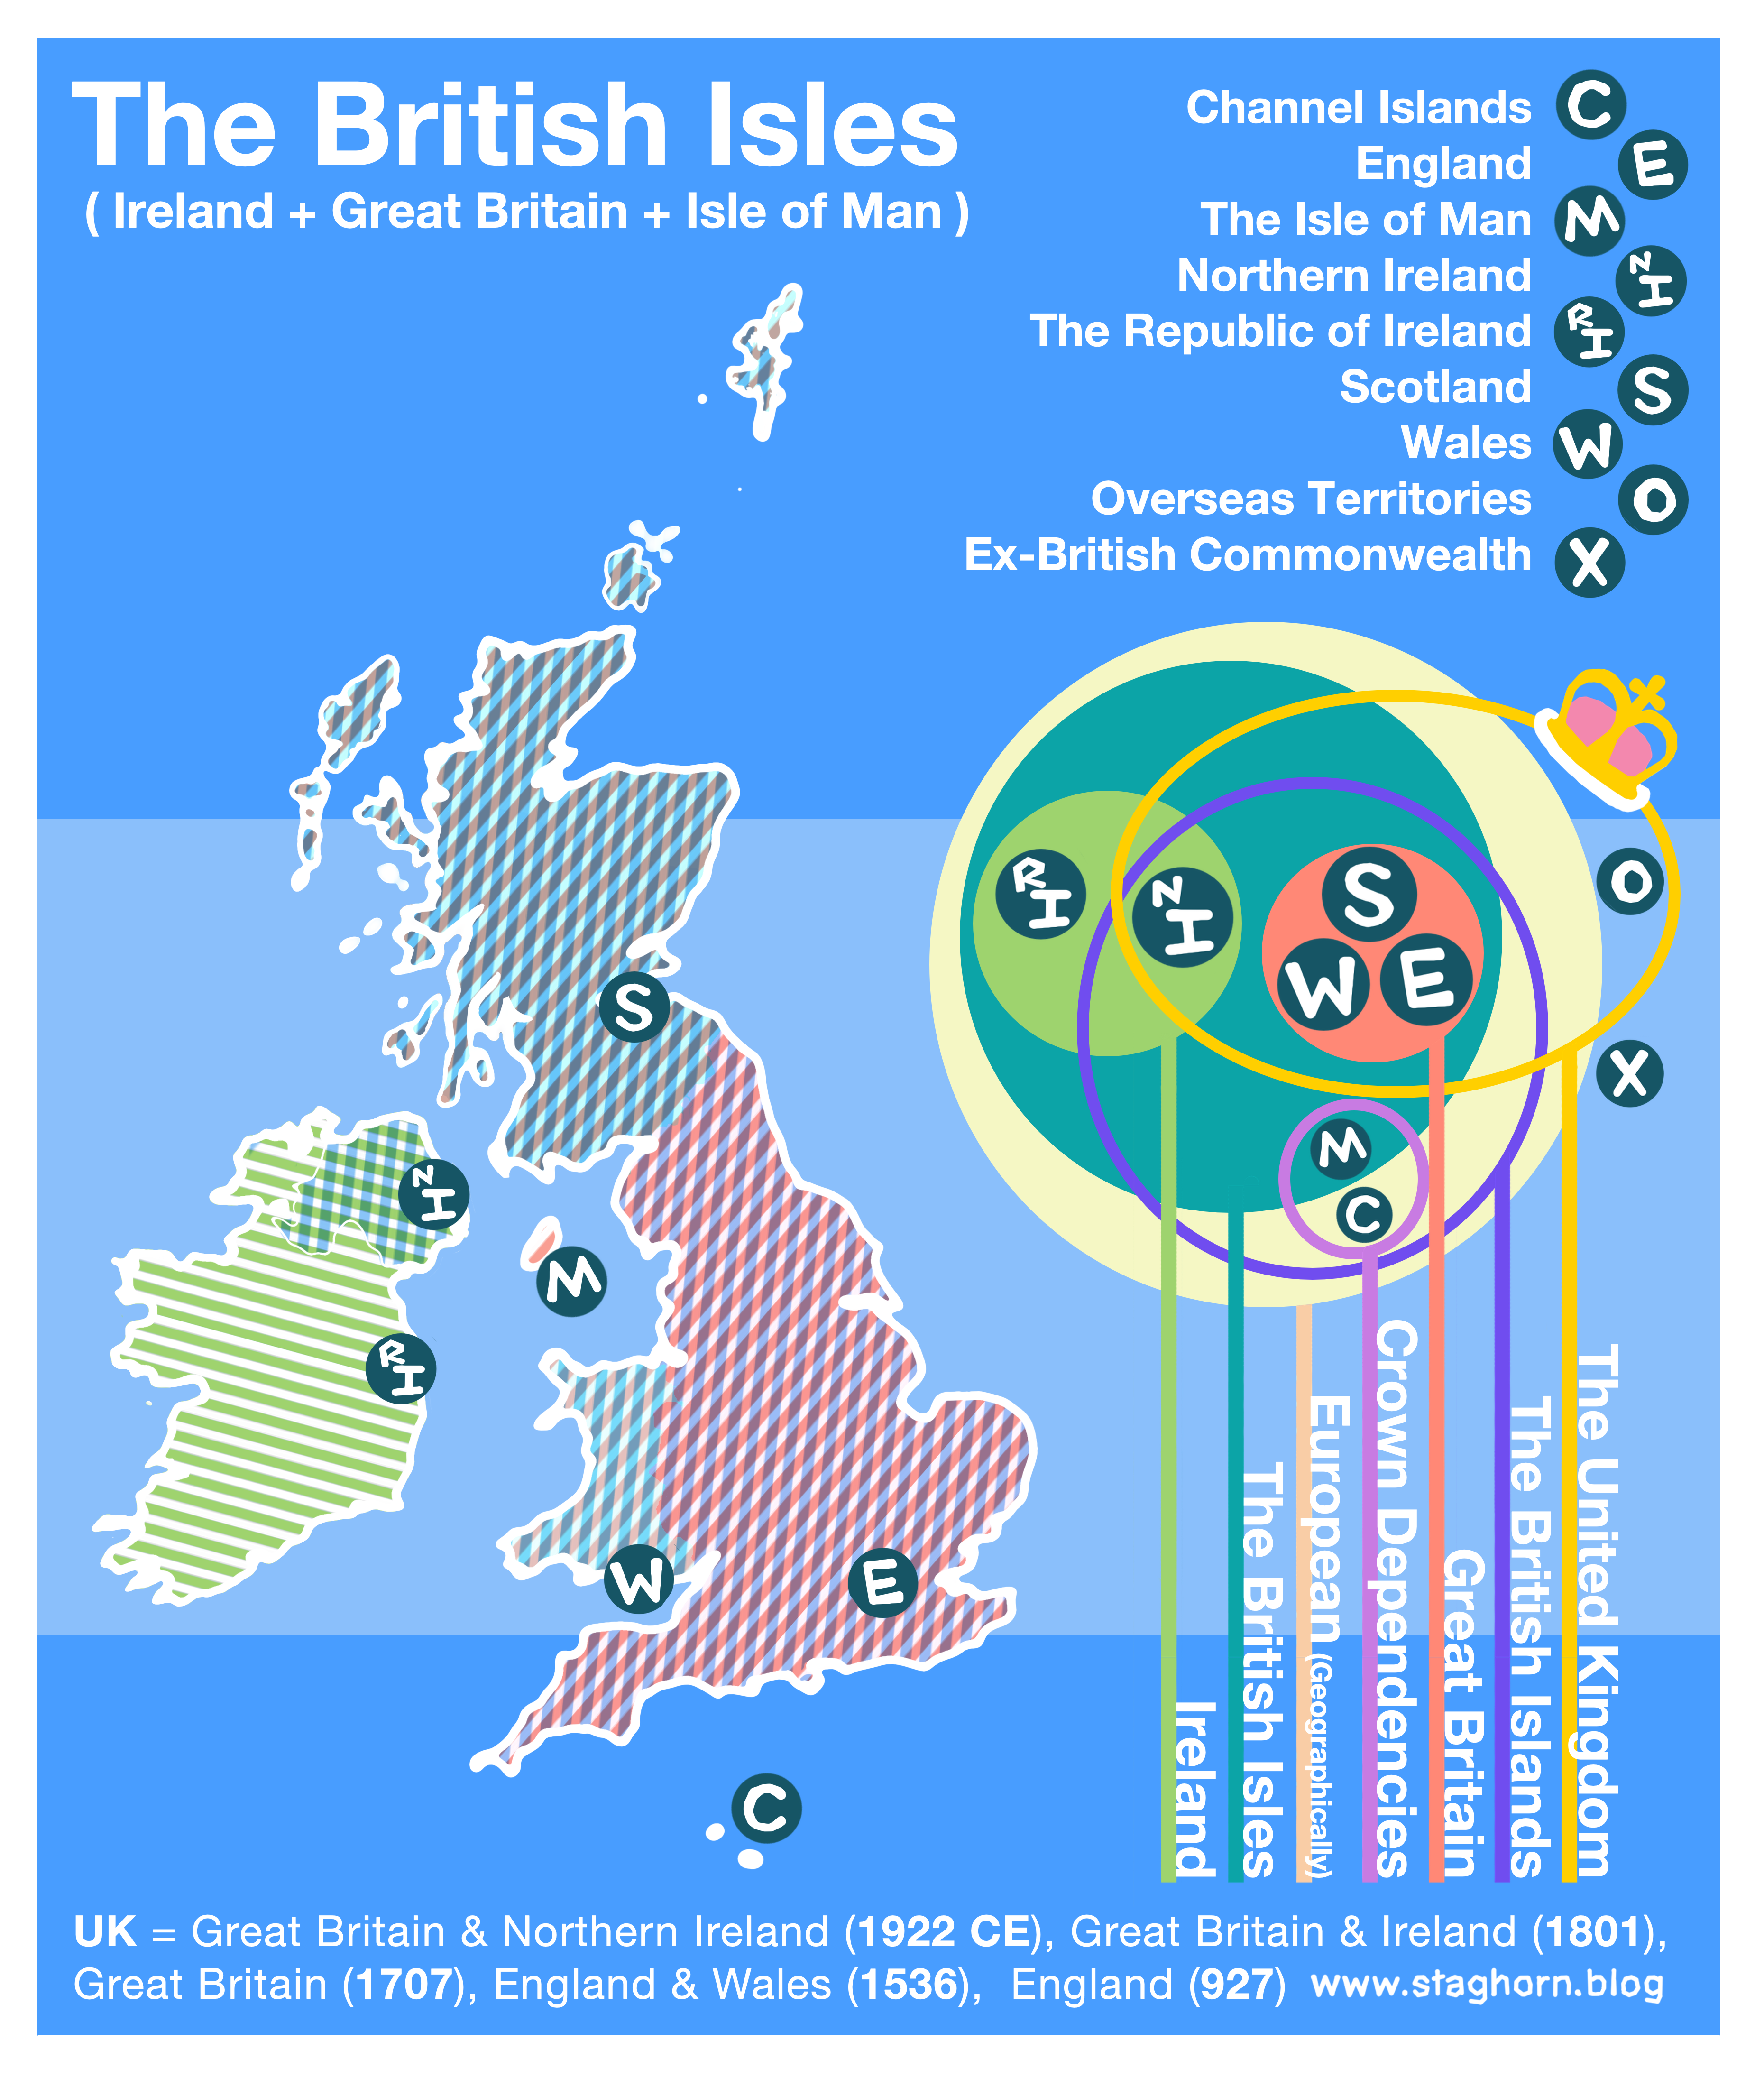 The British Isles
( Ireland + Great Britain + Isle of Man )
Channel Islands C
England E
The Isle of Man M
Northern Ireland NI
The Republic of Ireland RI
Scotland S
Wales W
Overseas Territories O
Ex-British Commonwealth X
RI
NI
S
W
E
O
X
M
C
S
NI
M
RI
W
E
C
Ireland
The British Isles
European (Geographically)
Crown Dependencies
Great Britain
The British Islands
The United Kingdom
UK = Great Britain & Northern Ireland (1922 CE), Great Britain & Ireland (1801),
Great Britain (1707), England & Wales (1536), England (927) www.staghorn.blog